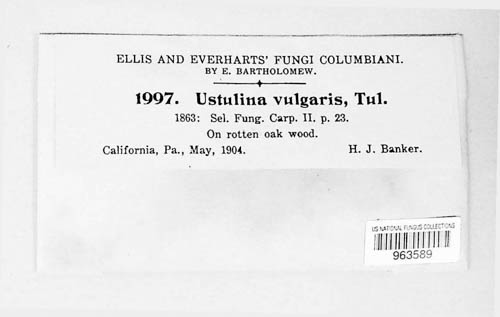 ELLIS AND EVERHARTS' FUNGI COLUMBIANI.
BY E. BARTHOLOMEW.
1997. Ustulina vulgaris, Tul.
1863: Sel. Fung. Carp. II. p. 23.
On rotten oak wood.
California, Pa., May, 1904. H. J. Banker.
US NATIONAL FUNGUS COLLECTIONS
963589